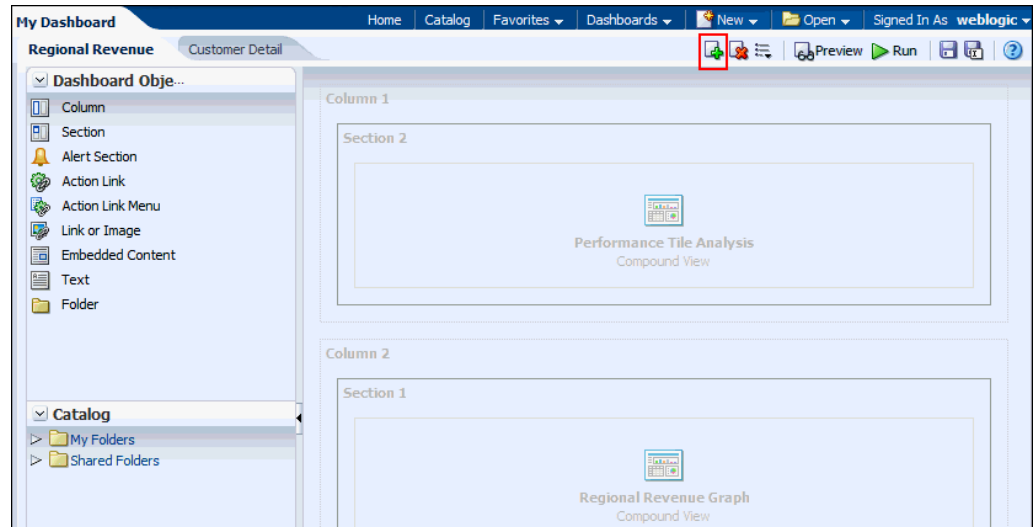 My Dashboard Home Catalog Favorites Dashboards New Open Signed In As weblogic
Regional Revenue Customer Detail Preview Run
Dashboard Obje...
Column
Section
Alert Section
Action Link
Action Link Menu
Link or Image
Embedded Content
Text
Folder
Catalog
My Folders
Shared Folders
Column 1
Section 2
Performance Tile Analysis
Compound View
Column 2
Section 1
Regional Revenue Graph
Compound View